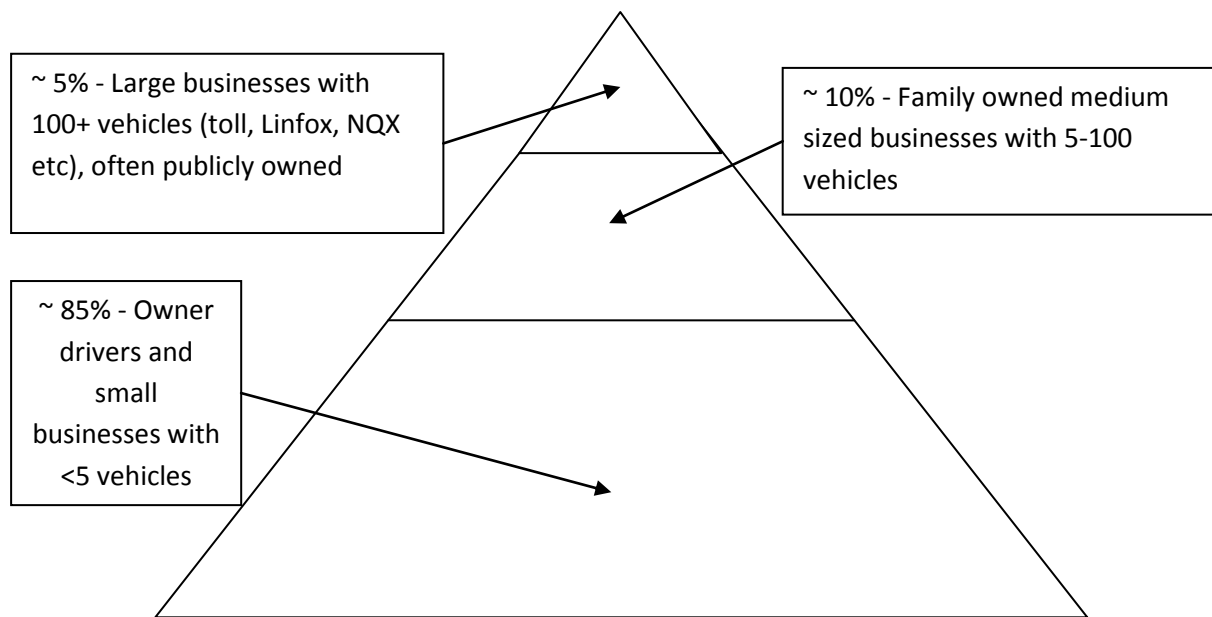 ~ 5% - Large businesses with
100+ vehicles (toll, Linfox, NQX
etc), often publicly owned
~ 10% - Family owned medium
sized businesses with 5-100
vehicles
~ 85% - Owner
drivers and
small
businesses with
<5 vehicles